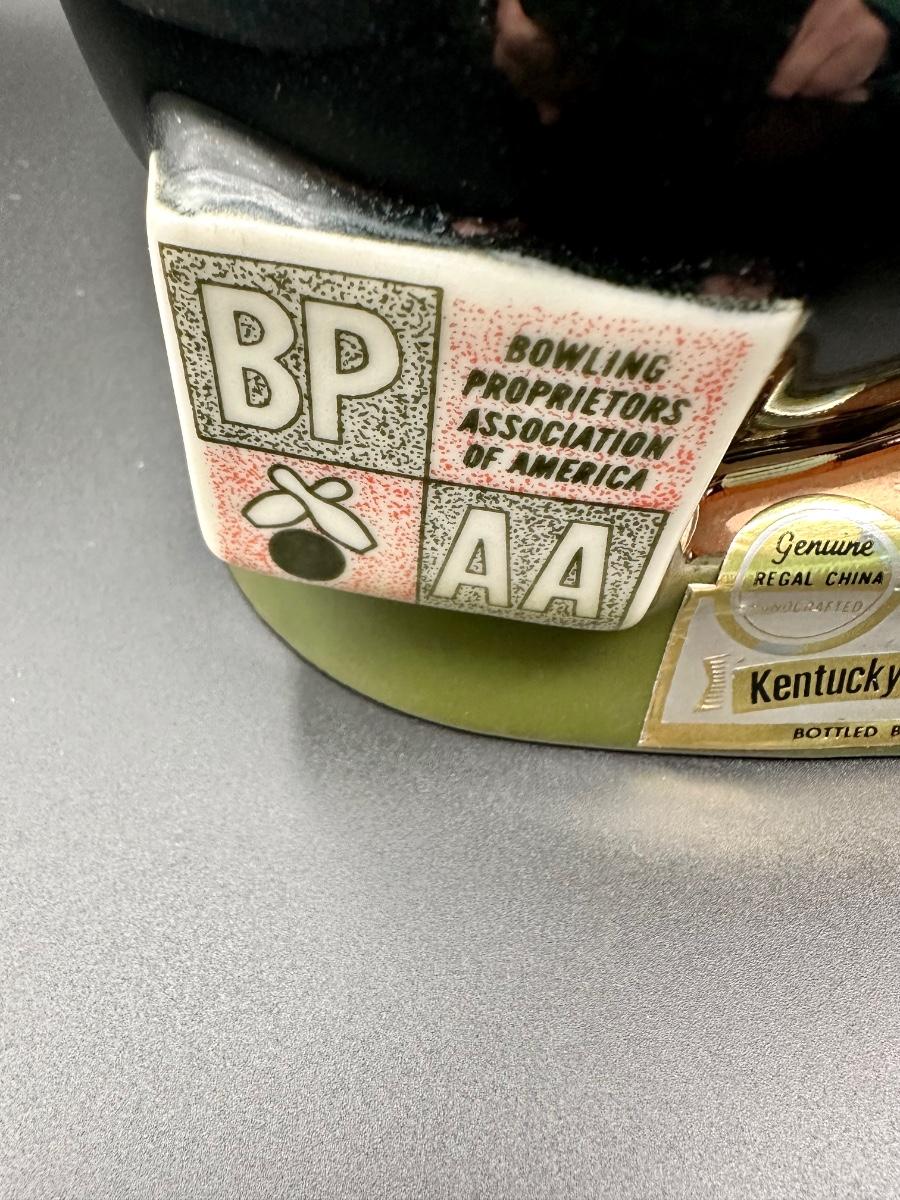 BP
BOWLING
PROPRIETORS
ASSOCIATION
OF AMERICA
AA
Genuine
REGAL CHINA
HANDCRAFTED
Kentucky
BOTTLED B